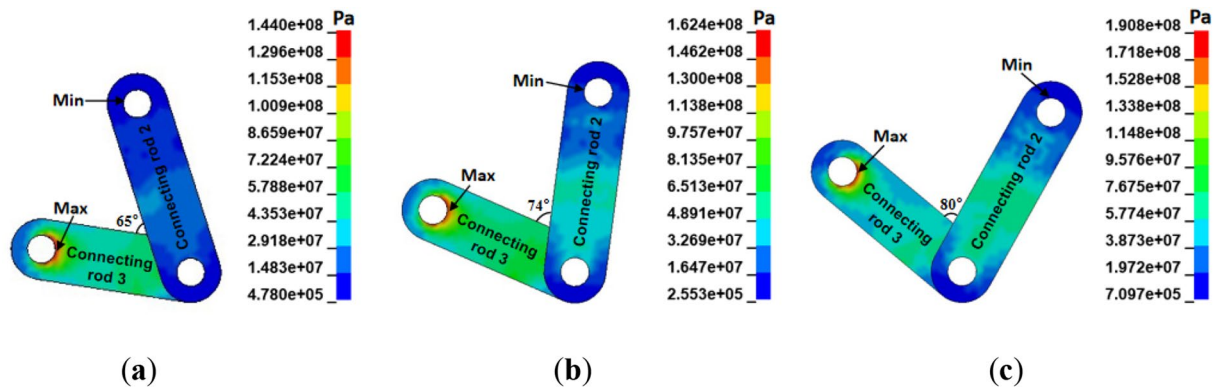 Pa
1.440e+08
1.296e+08
1.153e+08
1.009e+08
8.659e+07
7.224e+07
5.788e+07
4.353e+07
2.918e+07
1.483e+07
4.780e+05
Min
Max
65°
Connecting rod 2
Connecting
rod 3
(a)
Pa
1.624e+08
1.462e+08
1.300e+08
1.138e+08
9.757e+07
8.135e+07
6.513e+07
4.891e+07
3.269e+07
1.647e+07
2.553e+05
Min
Max
74°
Connecting rod 2
Connecting
rod 3
(b)
Pa
1.908e+08
1.718e+08
1.528e+08
1.338e+08
1.148e+08
9.576e+07
7.675e+07
5.774e+07
3.873e+07
1.972e+07
7.097e+05
Min
Max
80°
Connecting rod 2
Connecting
rod 3
(c)